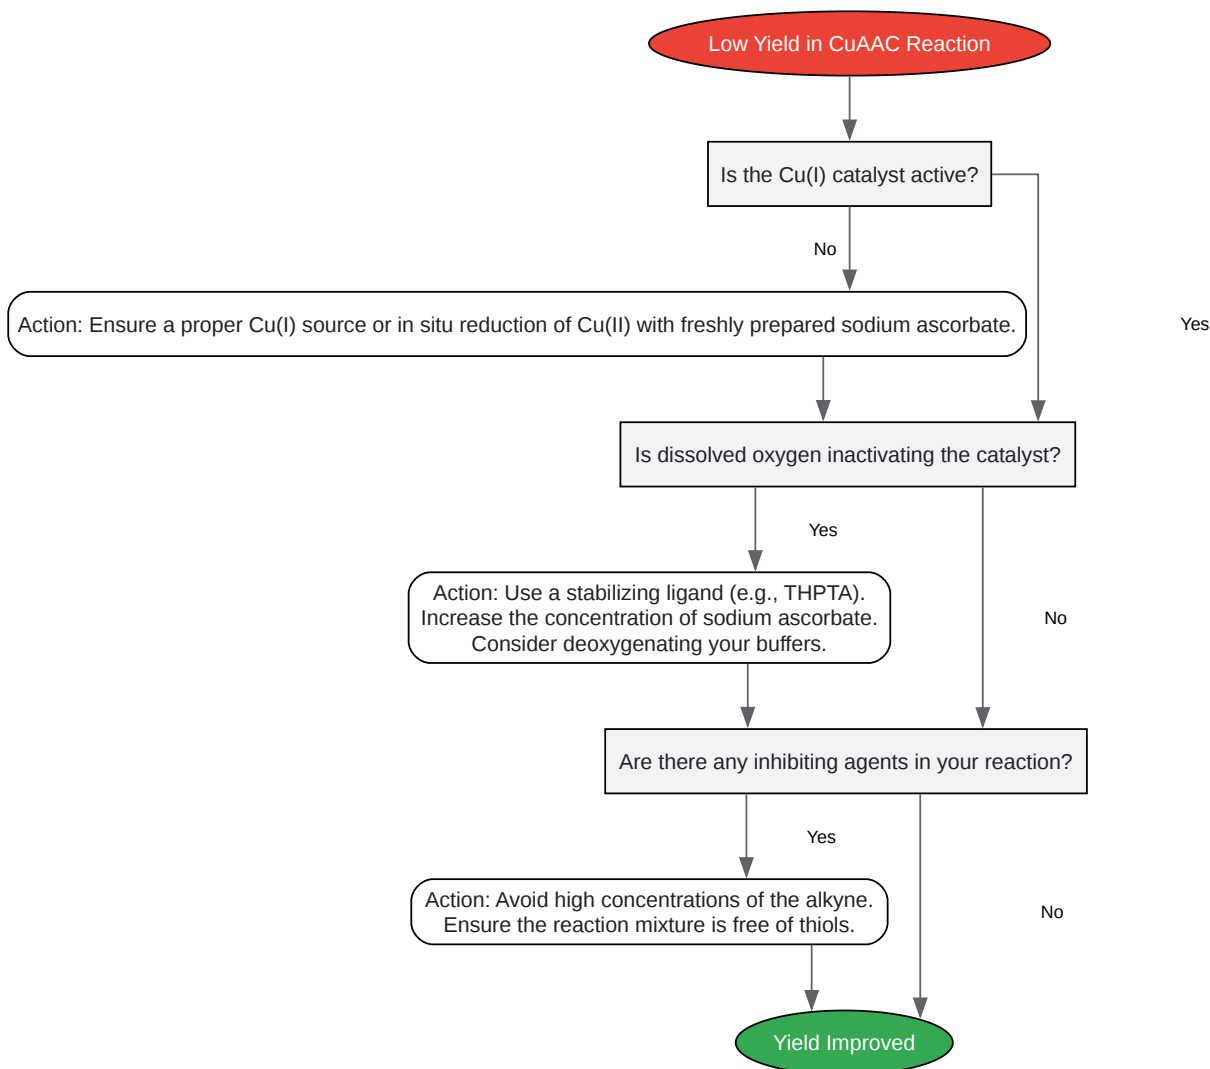 Low Yield in CuAAC Reaction
Is the Cu(I) catalyst active?
No
Action: Ensure a proper Cu(I) source or in situ reduction of Cu(II) with freshly prepared sodium ascorbate.
Yes
Is dissolved oxygen inactivating the catalyst?
Yes
Action: Use a stabilizing ligand (e.g., THPTA).
Increase the concentration of sodium ascorbate.
Consider deoxygenating your buffers.
No
Are there any inhibiting agents in your reaction?
Yes
Action: Avoid high concentrations of the alkyne.
Ensure the reaction mixture is free of thiols.
No
Yield Improved